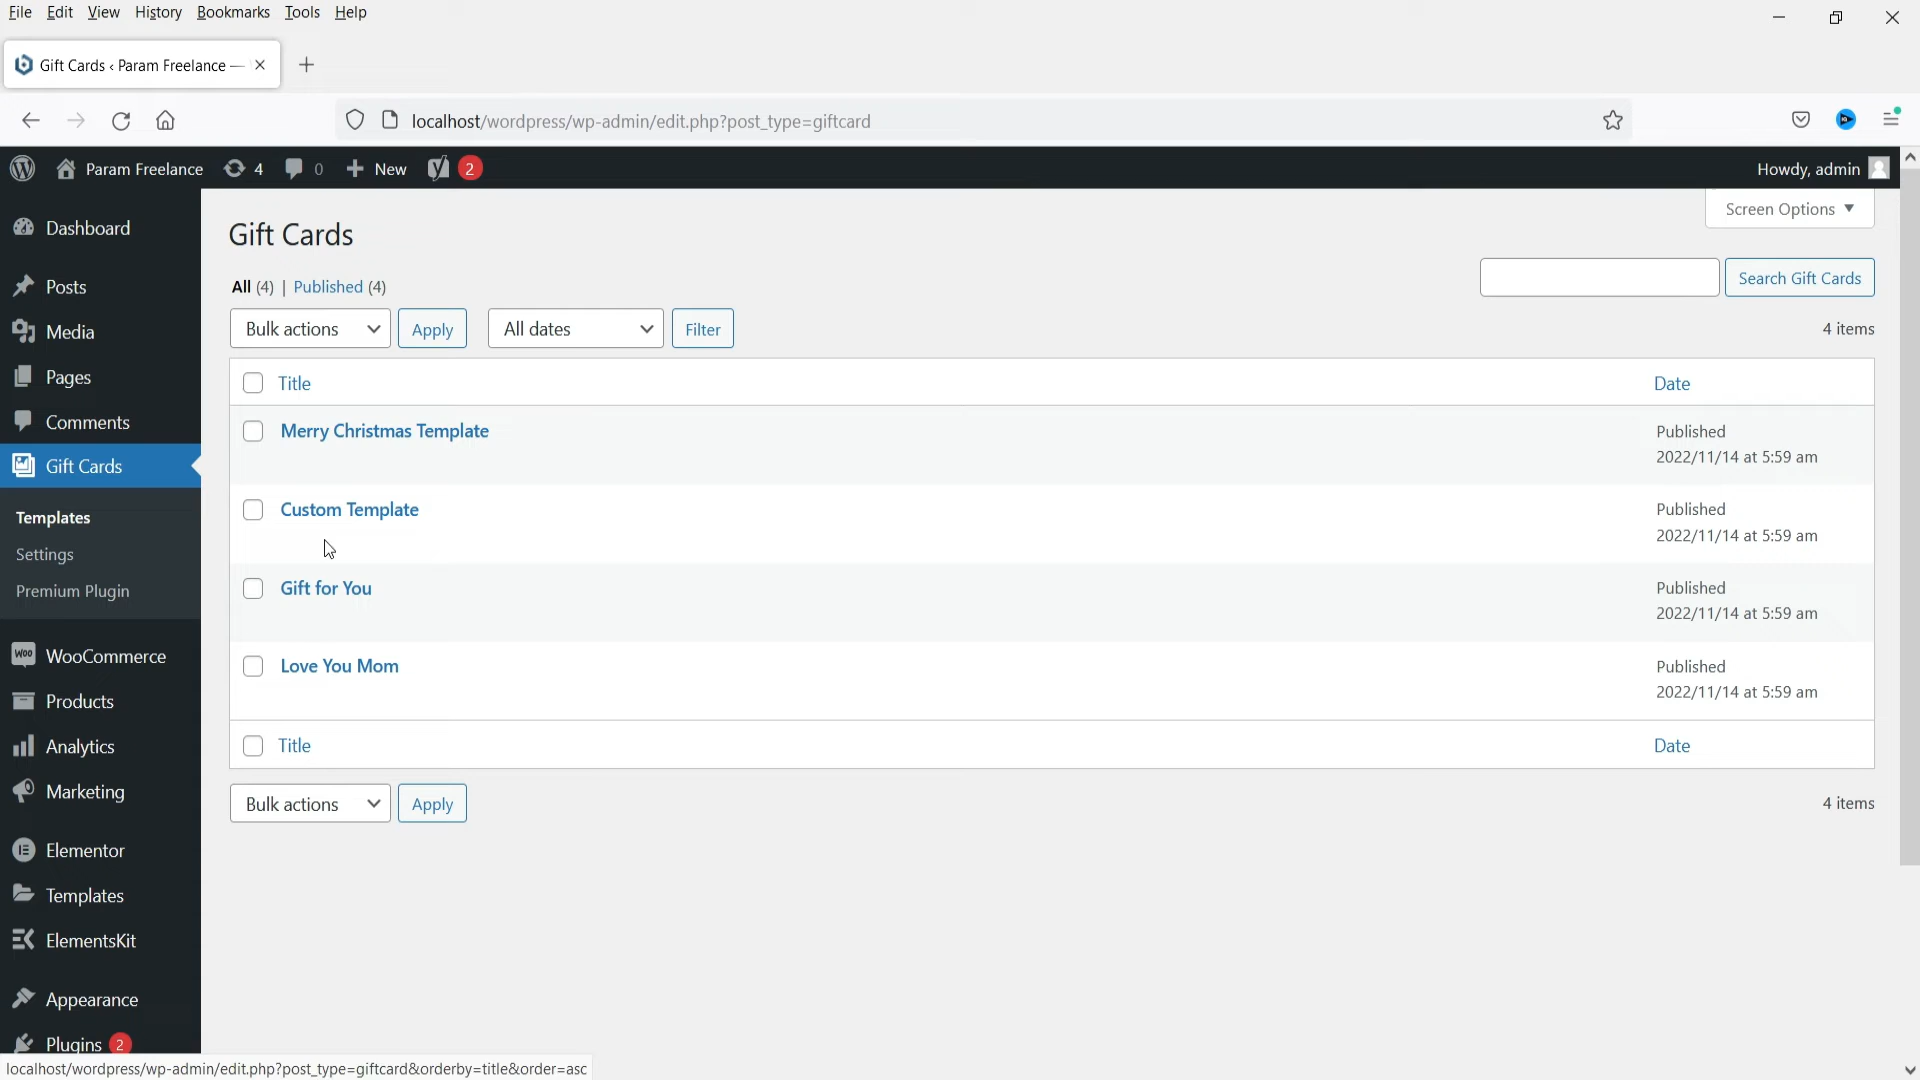 File Edit View History Bookmarks Tools Help
Gift Cards ‹ Param Freelance —
localhost/wordpress/wp-admin/edit.php?post_type=giftcard
Param Freelance 4 0 + New 2 Howdy, admin
Screen Options
Dashboard
Posts
Media
Pages
Comments
Gift Cards
Templates
Settings
Premium Plugin
Woo WooCommerce
Products
Analytics
Marketing
Elementor
Templates
ElementsKit
Appearance
Plugins 2
Gift Cards
All (4) | Published (4)
Search Gift Cards
Bulk actions Apply All dates Filter 4 items
Title Date
Merry Christmas Template Published
2022/11/14 at 5:59 am
Custom Template Published
2022/11/14 at 5:59 am
Gift for You Published
2022/11/14 at 5:59 am
Love You Mom Published
2022/11/14 at 5:59 am
Title Date
Bulk actions Apply 4 items
localhost/wordpress/wp-admin/edit.php?post_type=giftcard&orderby=title&order=asc